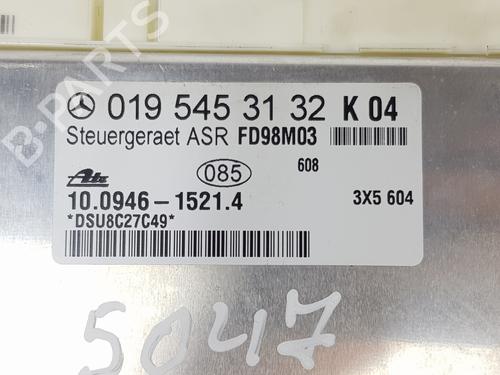 019 545 31 32 K 04
Steuergeraet ASR FD98M03
Ate 085 608
10.0946-1521.4 3X5 604
*DSU8C27C49*
5047
B-PARTS